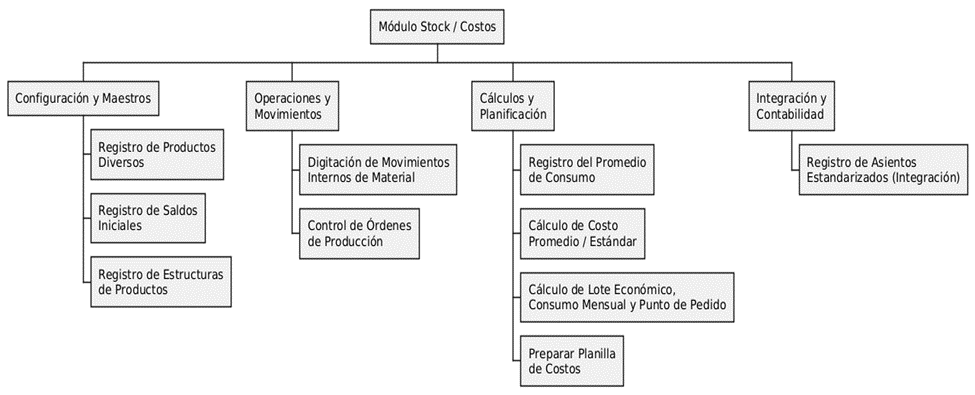 Módulo Stock / Costos
Configuración y Maestros
Registro de Productos
Diversos
Registro de Saldos
Iniciales
Registro de Estructuras
de Productos
Operaciones y
Movimientos
Digitación de Movimientos
Internos de Material
Control de Órdenes
de Producción
Cálculos y
Planificación
Registro del Promedio
de Consumo
Cálculo de Costo
Promedio / Estándar
Cálculo de Lote Económico,
Consumo Mensual y Punto de Pedido
Preparar Planilla
de Costos
Integración y
Contabilidad
Registro de Asientos
Estandarizados (Integración)